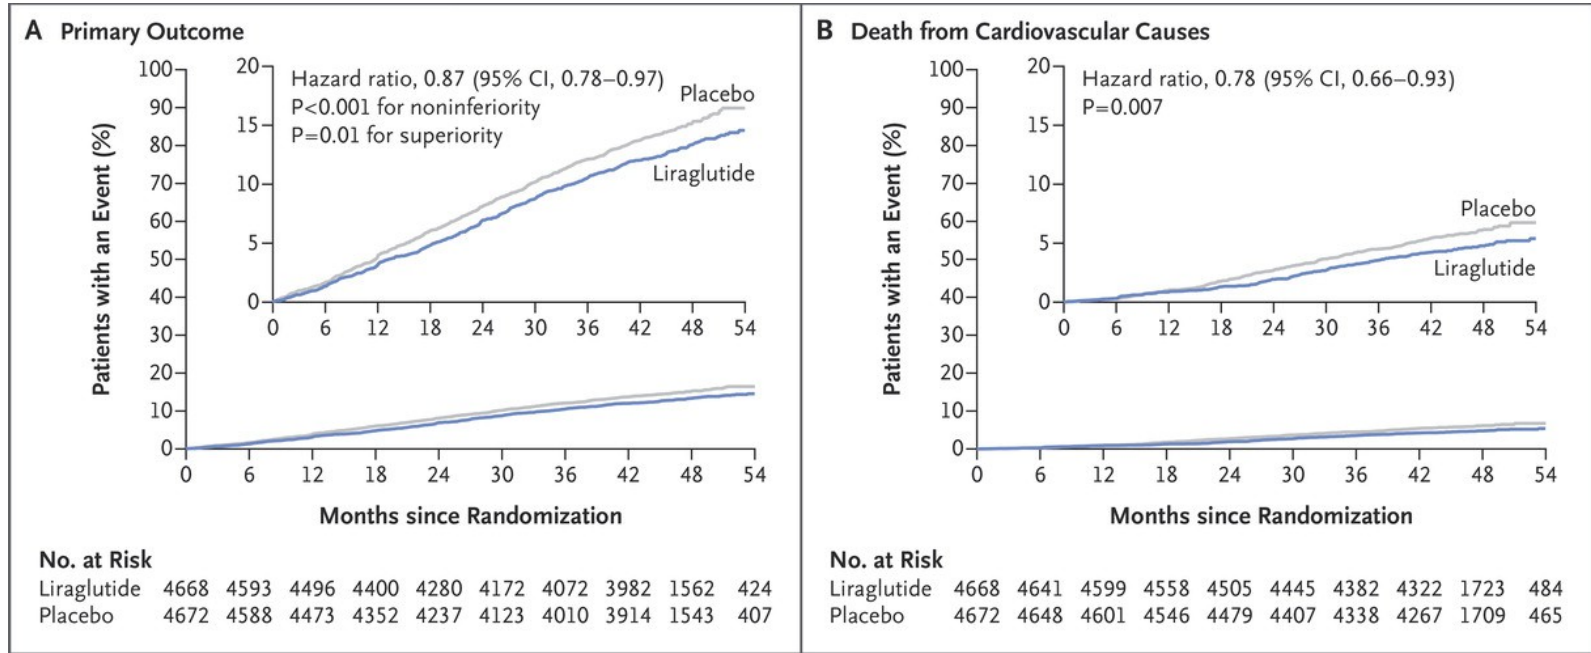 A Primary Outcome
Patients with an Event (%)
100
90
80
70
60
50
40
30
20
10
0
0 6 12 18 24 30 36 42 48 54
Months since Randomization
20
15
10
5
0
0 6 12 18 24 30 36 42 48 54
Hazard ratio, 0.87 (95% CI, 0.78–0.97)
P<0.001 for noninferiority
P=0.01 for superiority
Placebo
Liraglutide
No. at Risk
Liraglutide 4668 4593 4496 4400 4280 4172 4072 3982 1562 424
Placebo 4672 4588 4473 4352 4237 4123 4010 3914 1543 407
B Death from Cardiovascular Causes
Patients with an Event (%)
100
90
80
70
60
50
40
30
20
10
0
0 6 12 18 24 30 36 42 48 54
Months since Randomization
20
15
10
5
0
0 6 12 18 24 30 36 42 48 54
Hazard ratio, 0.78 (95% CI, 0.66–0.93)
P=0.007
Placebo
Liraglutide
No. at Risk
Liraglutide 4668 4641 4599 4558 4505 4445 4382 4322 1723 484
Placebo 4672 4648 4601 4546 4479 4407 4338 4267 1709 465